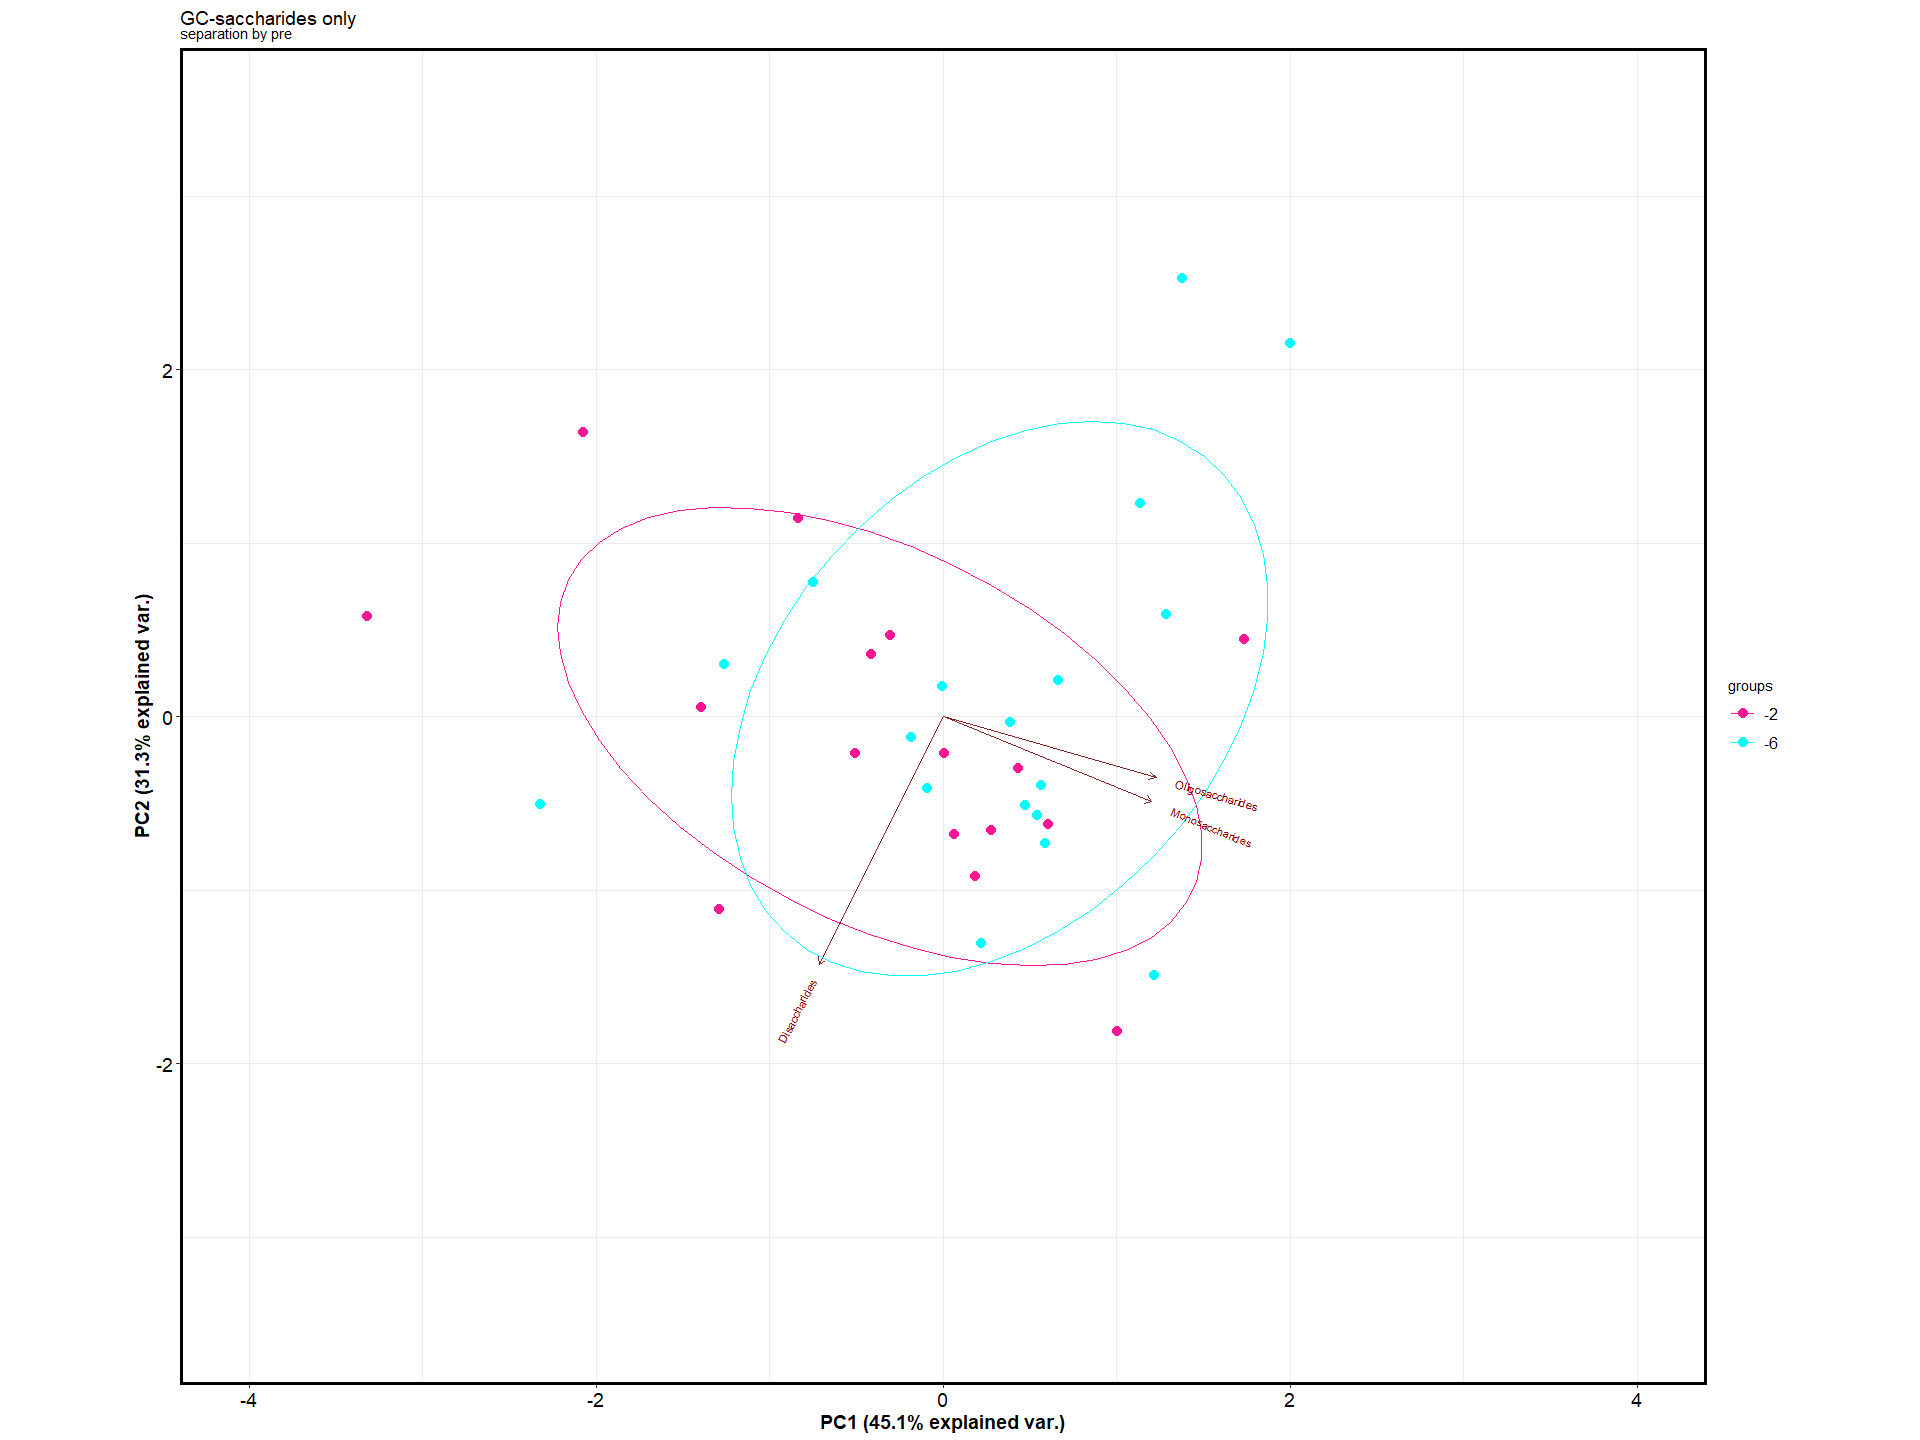 GC-saccharides only
separation by pre
PC2 (31.3% explained var.)
2
0
-2
Oligosaccharides
Monosaccharides
Disaccharides
groups
-2
-6
-4
-2
0
2
4
PC1 (45.1% explained var.)